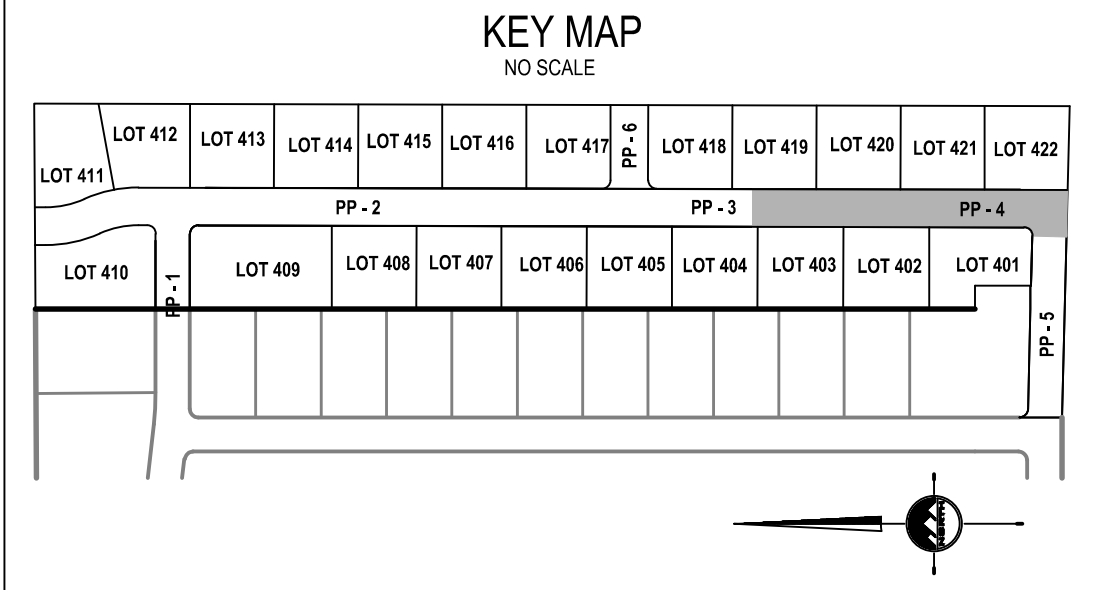 KEY MAP
NO SCALE
LOT 411
LOT 412
LOT 413
LOT 414
LOT 415
LOT 416
LOT 417
PP - 6
LOT 418
LOT 419
LOT 420
LOT 421
LOT 422
PP - 2
PP - 3
PP - 4
LOT 410
PP - 1
LOT 409
LOT 408
LOT 407
LOT 406
LOT 405
LOT 404
LOT 403
LOT 402
LOT 401
PP - 5
NORTH